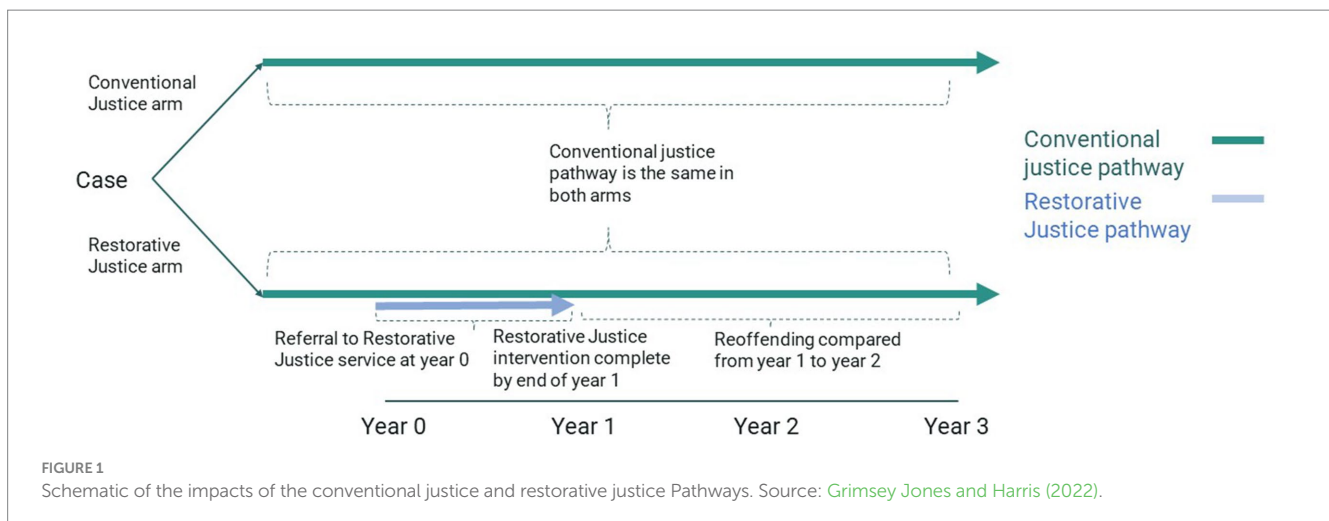 Conventional
Justice arm
Case
Restorative
Justice arm
Conventional justice
pathway is the same in
both arms
Referral to Restorative
Justice service at year 0
Restorative Justice
intervention complete
by end of year 1
Reoffending compared
from year 1 to year 2
Year 0
Year 1
Year 2
Year 3
Conventional
justice pathway
Restorative
Justice pathway
FIGURE 1
Schematic of the impacts of the conventional justice and restorative justice Pathways. Source: Grimsey Jones and Harris (2022).